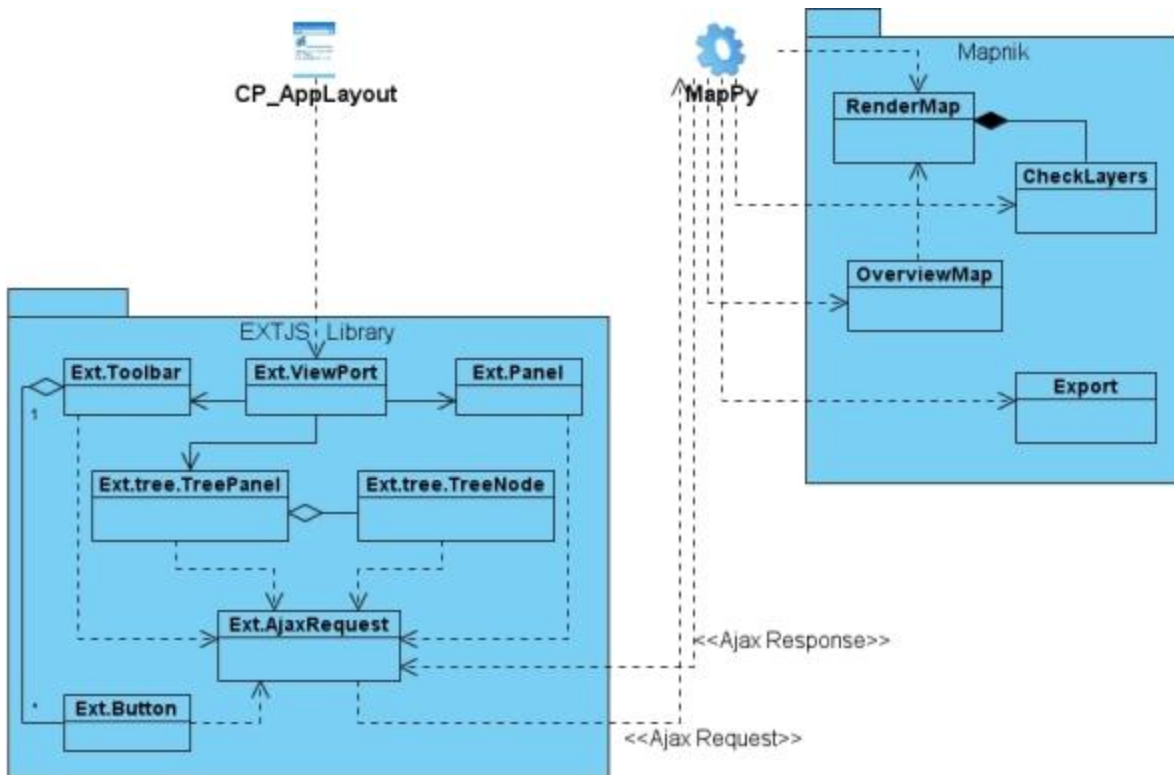 CP_AppLayout
MapPy
Mapnik
RenderMap
CheckLayers
OverviewMap
Export
EXTJS Library
Ext.Toolbar
Ext.ViewPort
Ext.Panel
1
Ext.tree.TreePanel
Ext.tree.TreeNode
Ext.AjaxRequest
<<Ajax Response>>
*
Ext.Button
<<Ajax Request>>